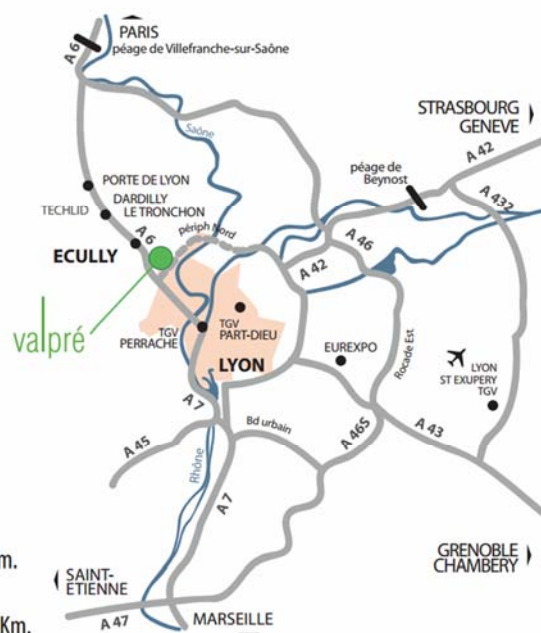 PARIS
A 6
péage de Villefranche-sur-Saône
Saône
STRASBOURG
GENEVE
A 42
péage de
Beynost
A 432
PORTE DE LYON
TECHLID
DARDILLY
LE TRONCHON
A 6
périph Nord
A 46
ECULLY
A 42
valpré
TGV
PERRACHE
TGV
PART-DIEU
LYON
EUREXPO
Rocade Est
LYON
ST EXUPERY
TGV
A 7
Bd urbain
A 46S
A 43
A 45
Rhône
A 7
m.
SAINT-
ETIENNE
GRENOBLE
CHAMBERY
Km.
A 47
MARSEILLE